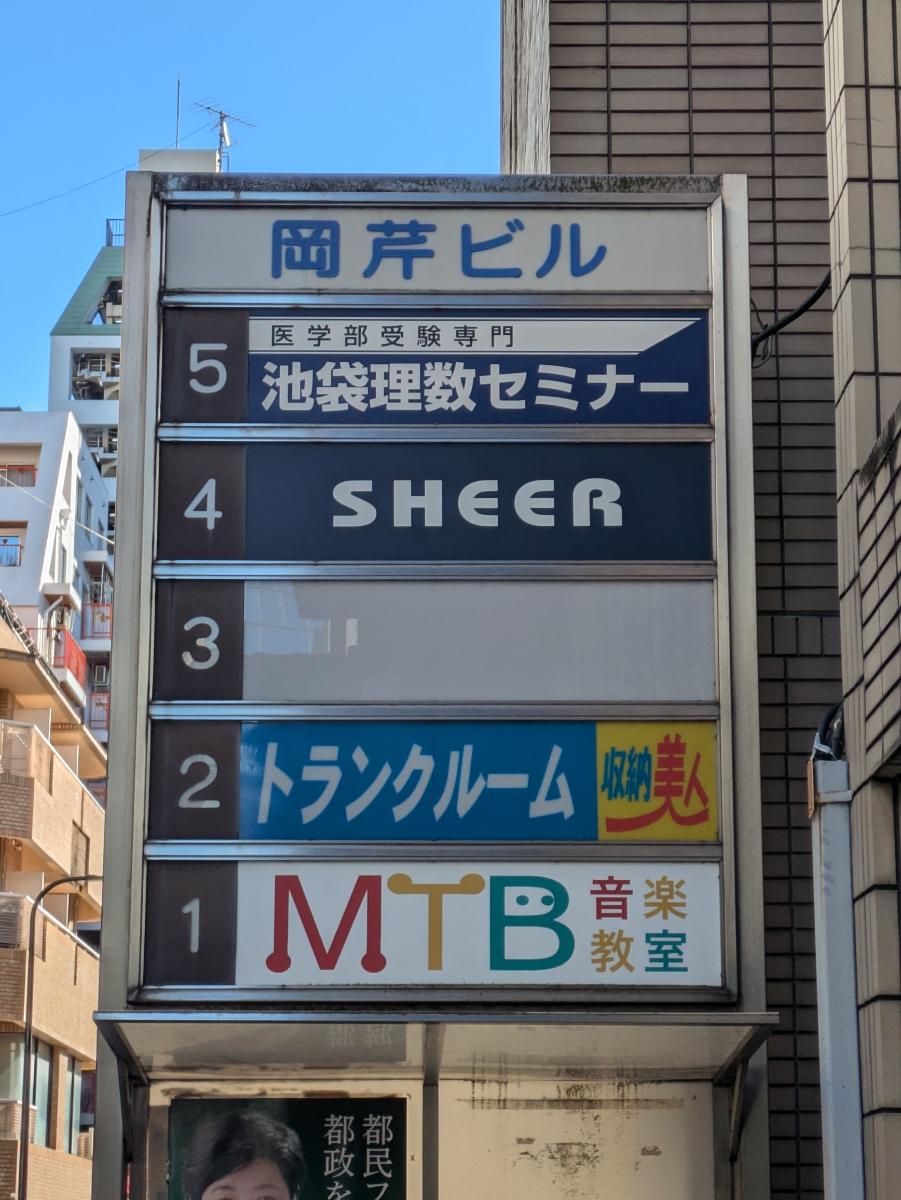 岡芹ビル
5
医学部受験専門
池袋理数セミナー
4
SHEER
3
2
トランクルーム
収納美人
1
MTB
音楽
教室
都民フ
都政を